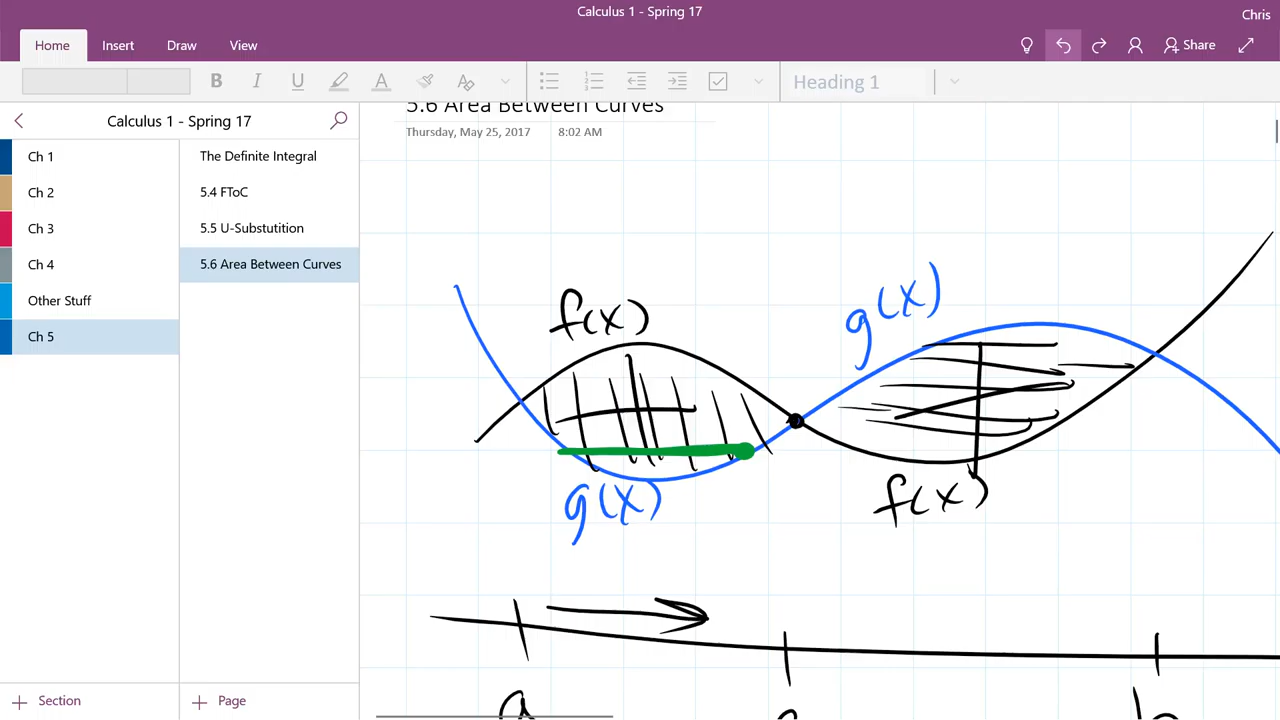 Calculus 1 - Spring 17
Chris
Home Insert Draw View
Share
B I U A A Heading 1
Calculus 1 - Spring 17
Ch 1
Ch 2
Ch 3
Ch 4
Other Stuff
Ch 5
The Definite Integral
5.4 FToC
5.5 U-Substutition
5.6 Area Between Curves
+ Section
+ Page
5.6 Area Between Curves
Thursday, May 25, 2017 8:02 AM
f(x)
g(x)
g(x)
f(x)